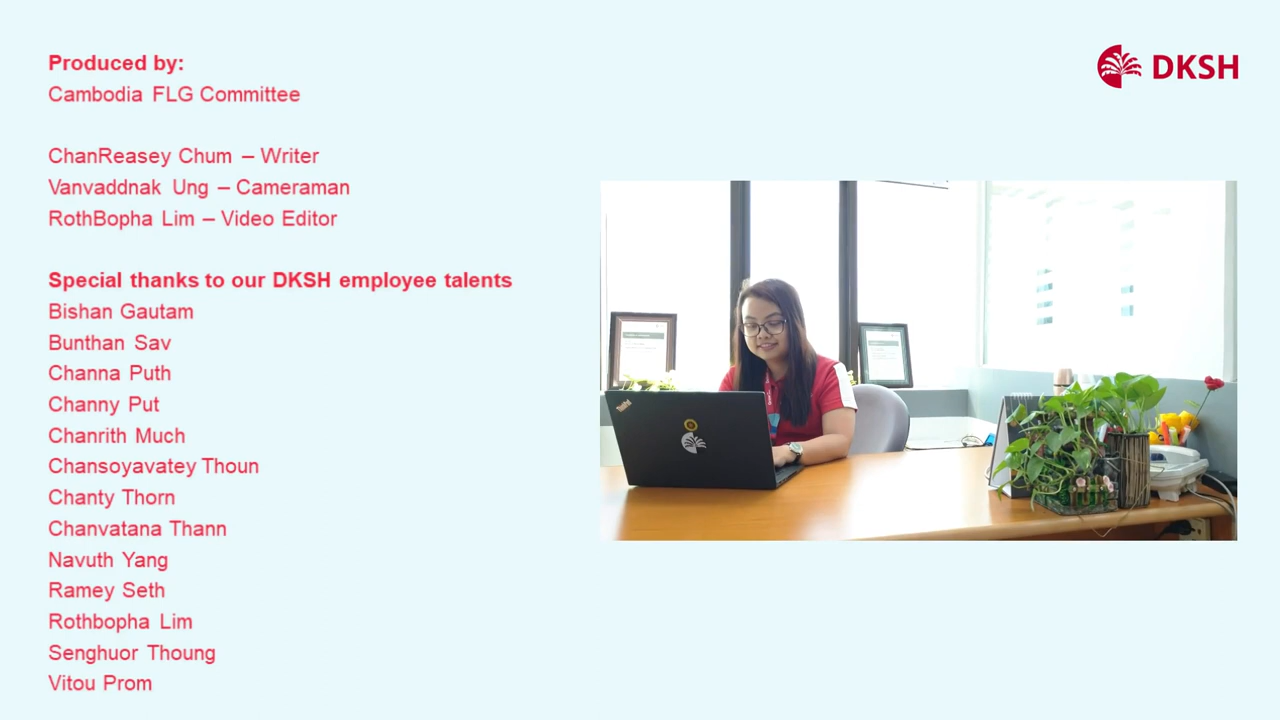 Produced by:
Cambodia FLG Committee
ChanReasey Chum – Writer
Vanvaddnak Ung – Cameraman
RothBopha Lim – Video Editor
Special thanks to our DKSH employee talents
Bishan Gautam
Bunthan Sav
Channa Puth
Channy Put
Chanrith Much
Chansoyavatey Thoun
Chanty Thorn
Chanvatana Thann
Navuth Yang
Ramey Seth
Rothbopha Lim
Senghuor Thoung
Vitou Prom
DKSH